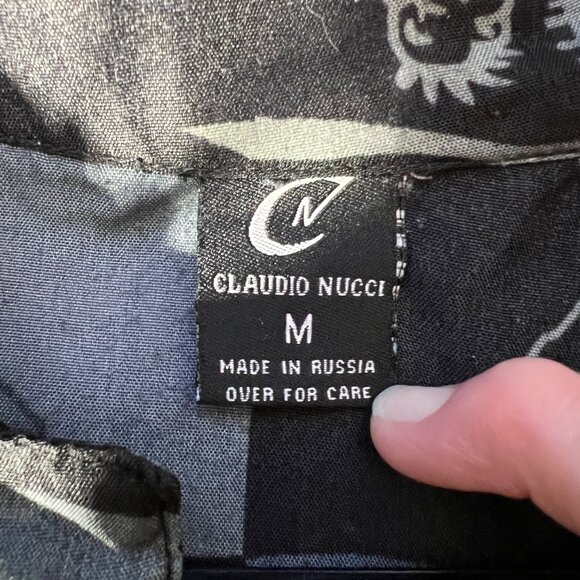 CN
CLAUDIO NUCCI
M
MADE IN RUSSIA
OVER FOR CARE